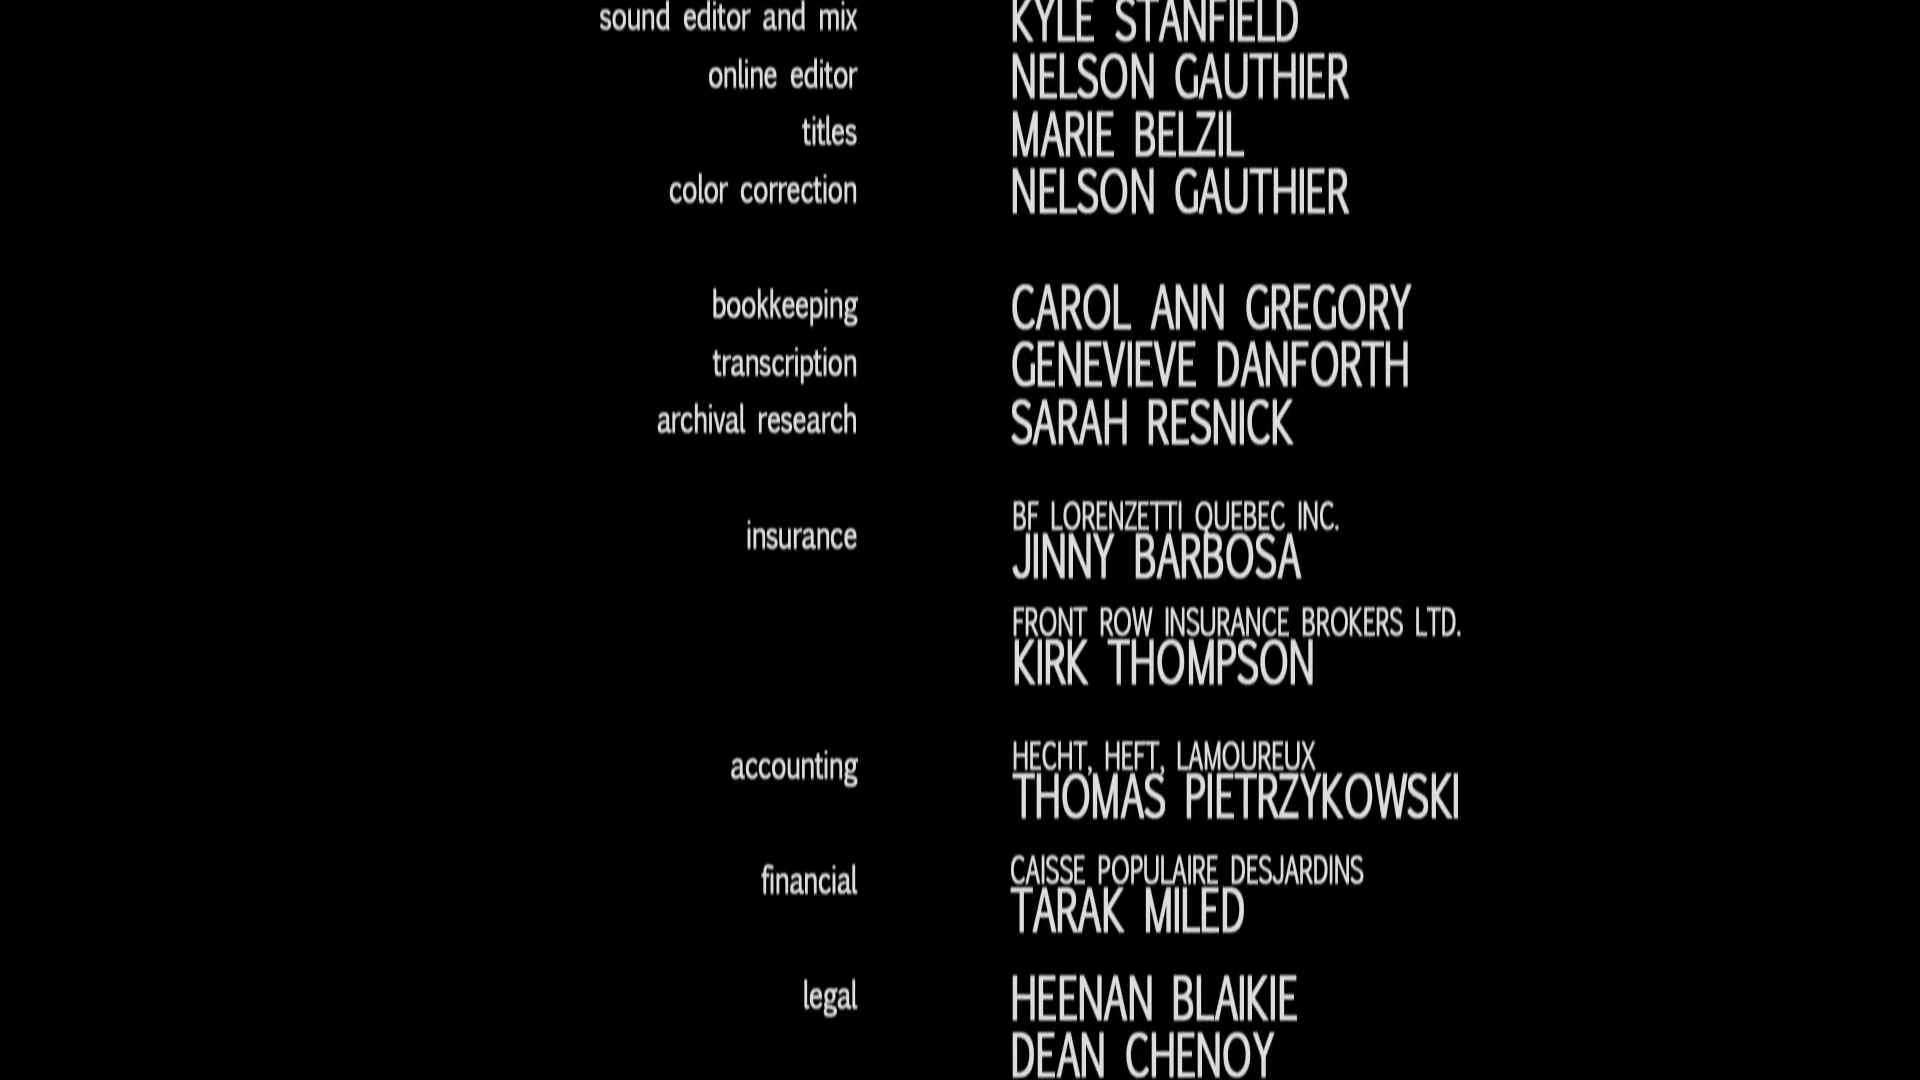 sound editor and mix KYLE STANFIELD
online editor NELSON GAUTHIER
titles MARIE BELZIL
color correction NELSON GAUTHIER
bookkeeping CAROL ANN GREGORY
transcription GENEVIEVE DANFORTH
archival research SARAH RESNICK
insurance BF LORENZETTI QUEBEC INC.
JINNY BARBOSA
FRONT ROW INSURANCE BROKERS LTD.
KIRK THOMPSON
accounting HECHT, HEFT, LAMOUREUX
THOMAS PIETRZYKOWSKI
financial CAISSE POPULAIRE DESJARDINS
TARAK MILED
legal HEENAN BLAIKIE
DEAN CHENOY